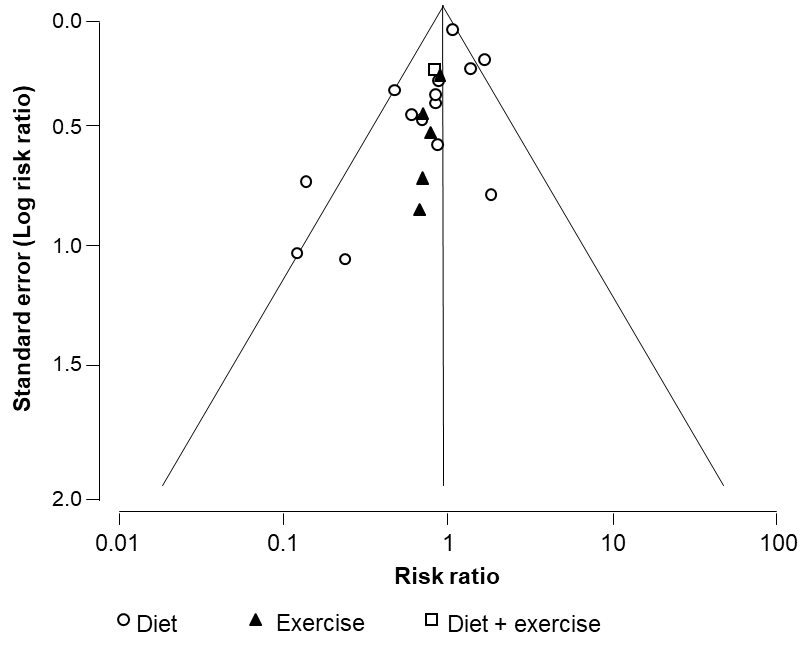 0.0
0.5
1.0
1.5
2.0
Standard error (Log risk ratio)
0.01 0.1 1 10 100
Risk ratio
Diet Exercise Diet + exercise